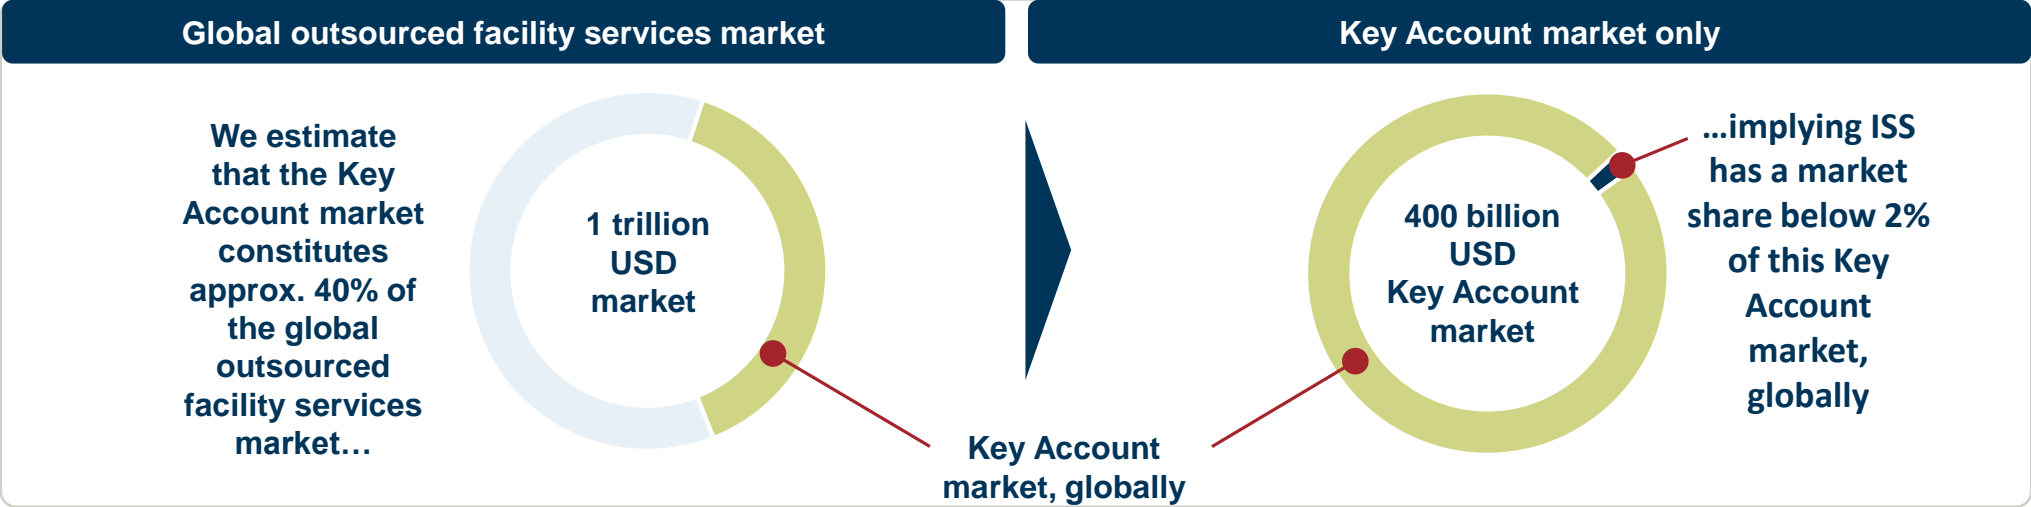 Global outsourced facility services market
We estimate
that the Key
Account market
constitutes
approx. 40% of
the global
outsourced
facility services
market…
1 trillion
USD
market
Key Account
market, globally
Key Account market only
400 billion
USD
Key Account
market
…implying ISS
has a market
share below 2%
of this Key
Account
market,
globally